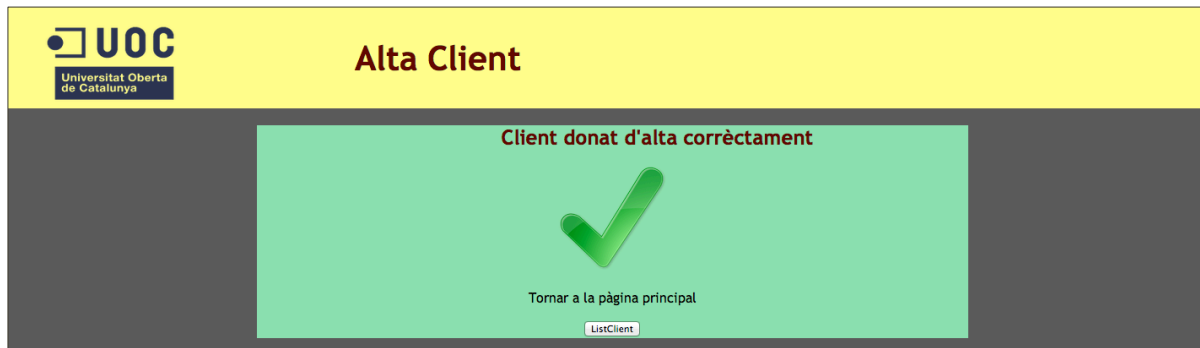 UOC
Universitat Oberta
de Catalunya
Alta Client
Client donat d'alta corrèctament
Tornar a la pàgina principal
ListClient